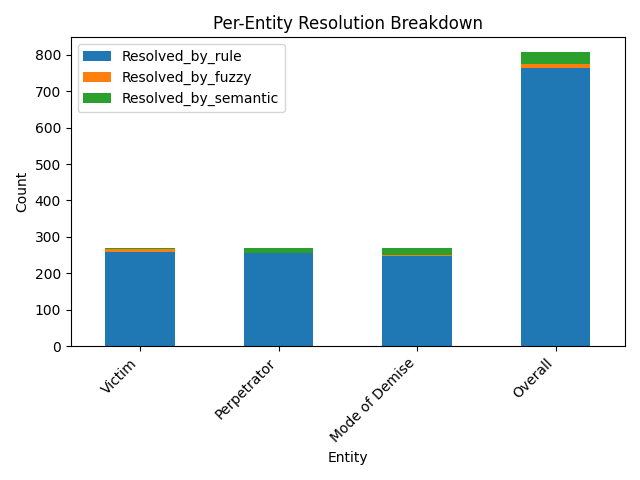 Per-Entity Resolution Breakdown
Resolved_by_rule
Resolved_by_fuzzy
Resolved_by_semantic
Count
800
700
600
500
400
300
200
100
0
Victim
Perpetrator
Mode of Demise
Overall
Entity